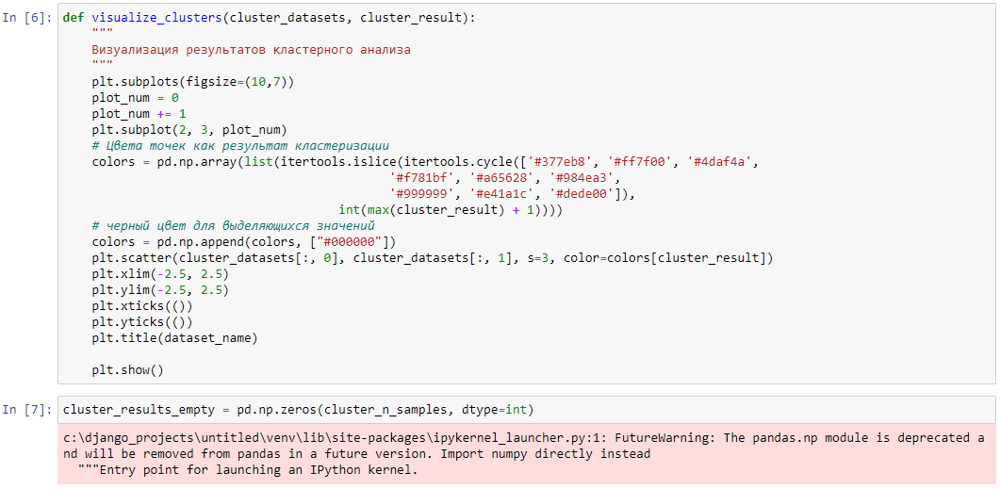 In [6]: def visualize_clusters(cluster_datasets, cluster_result):
"""
Визуализация результатов кластерного анализа
"""
plt.subplots(figsize=(10,7))
plot_num = 0
plot_num += 1
plt.subplot(2, 3, plot_num)
# Цвета точек как результат кластеризации
colors = pd.np.array(list(itertools.islice(itertools.cycle(['#377eb8', '#ff7f00', '#4daf4a',
'#f781bf', '#a65628', '#984ea3',
'#999999', '#e41a1c', '#dede00']),
int(max(cluster_result) + 1))))
# черный цвет для выделяющихся значений
colors = pd.np.append(colors, ["#000000"])
plt.scatter(cluster_datasets[:, 0], cluster_datasets[:, 1], s=3, color=colors[cluster_result])
plt.xlim(-2.5, 2.5)
plt.ylim(-2.5, 2.5)
plt.xticks(())
plt.yticks(())
plt.title(dataset_name)
plt.show()
In [7]: cluster_results_empty = pd.np.zeros(cluster_n_samples, dtype=int)
c:\django_projects\untitled\venv\lib\site-packages\ipykernel_launcher.py:1: FutureWarning: The pandas.np module is deprecated a
nd will be removed from pandas in a future version. Import numpy directly instead
"""Entry point for launching an IPython kernel.